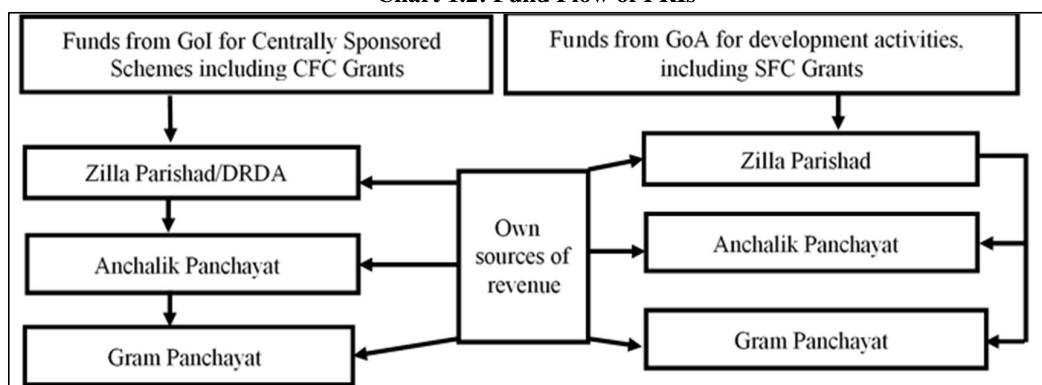 Chart 1.2: Fund Flow of PRIs
Funds from GoI for Centrally Sponsored
Schemes including CFC Grants
Funds from GoA for development activities,
including SFC Grants
Zilla Parishad/DRDA
Anchalik Panchayat
Gram Panchayat
Own
sources of
revenue
Zilla Parishad
Anchalik Panchayat
Gram Panchayat